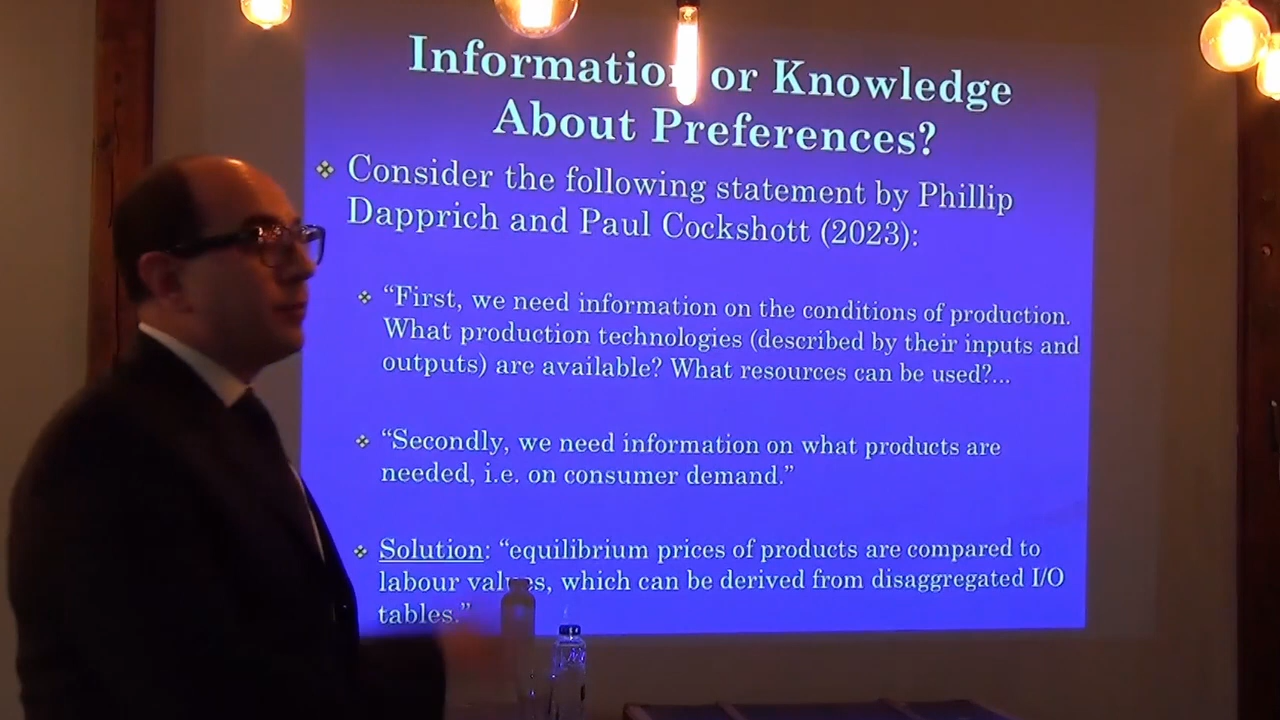 Information or Knowledge
About Preferences?
Consider the following statement by Phillip
Dapprich and Paul Cockshott (2023):
“First, we need information on the conditions of production.
What production technologies (described by their inputs and
outputs) are available? What resources can be used?...
“Secondly, we need information on what products are
needed, i.e. on consumer demand.”
Solution: “equilibrium prices of products are compared to
labour values, which can be derived from disaggregated I/O
tables.”